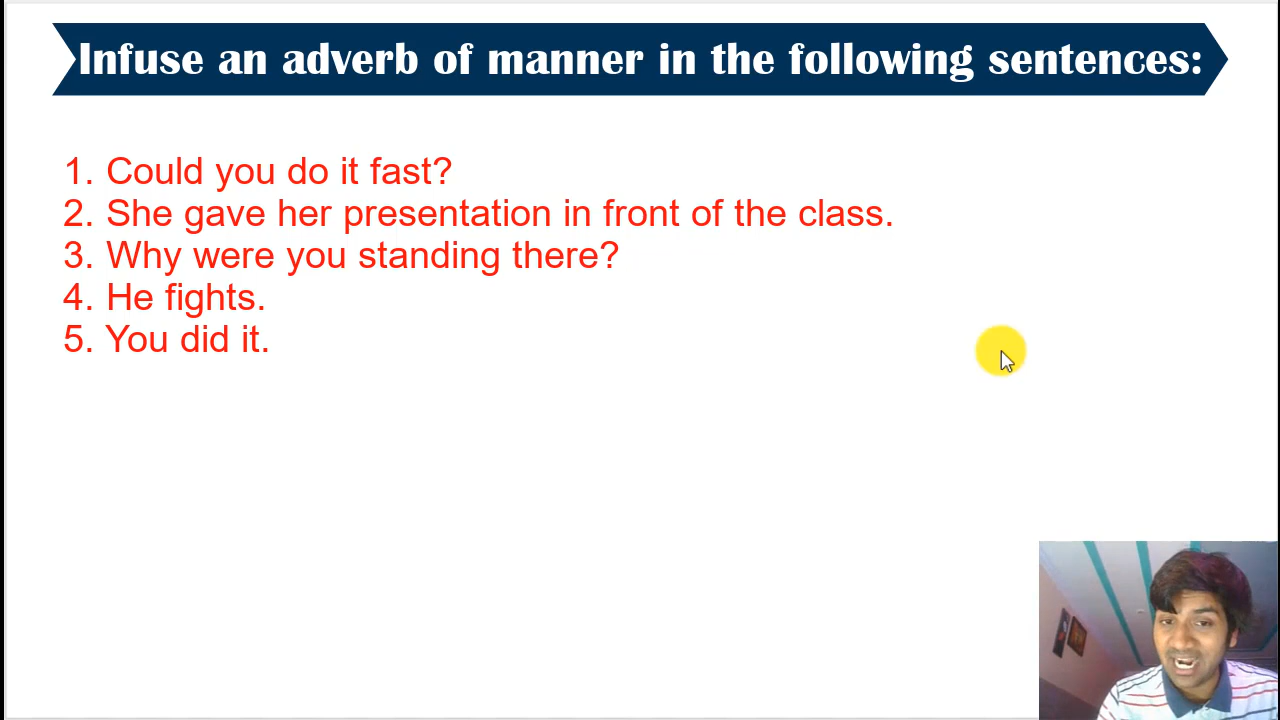 Infuse an adverb of manner in the following sentences:
1. Could you do it fast?
2. She gave her presentation in front of the class.
3. Why were you standing there?
4. He fights.
5. You did it.